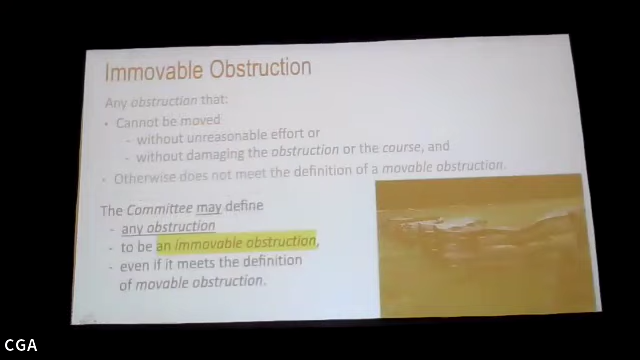 Immovable Obstruction
Any obstruction that:
• Cannot be moved
- without unreasonable effort or
- without damaging the obstruction or the course, and
• Otherwise does not meet the definition of a movable obstruction.
The Committee may define
- any obstruction
- to be an immovable obstruction,
- even if it meets the definition
of movable obstruction.
CGA